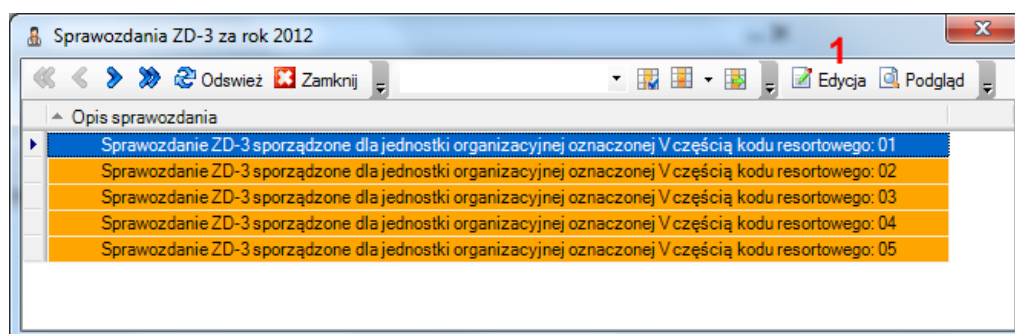 Sprawozdania ZD-3 za rok 2012
1
Odswież Zamknij Edycja Podgląd
Opis sprawozdania
Sprawozdanie ZD-3 sporządzone dla jednostki organizacyjnej oznaczonej V częścią kodu resortowego: 01
Sprawozdanie ZD-3 sporządzone dla jednostki organizacyjnej oznaczonej V częścią kodu resortowego: 02
Sprawozdanie ZD-3 sporządzone dla jednostki organizacyjnej oznaczonej V częścią kodu resortowego: 03
Sprawozdanie ZD-3 sporządzone dla jednostki organizacyjnej oznaczonej V częścią kodu resortowego: 04
Sprawozdanie ZD-3 sporządzone dla jednostki organizacyjnej oznaczonej V częścią kodu resortowego: 05